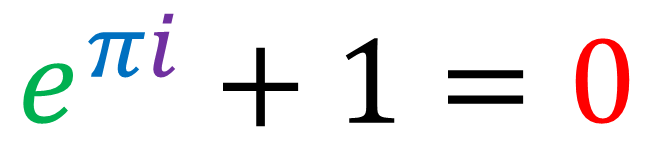 e^{πi} + 1 = 0